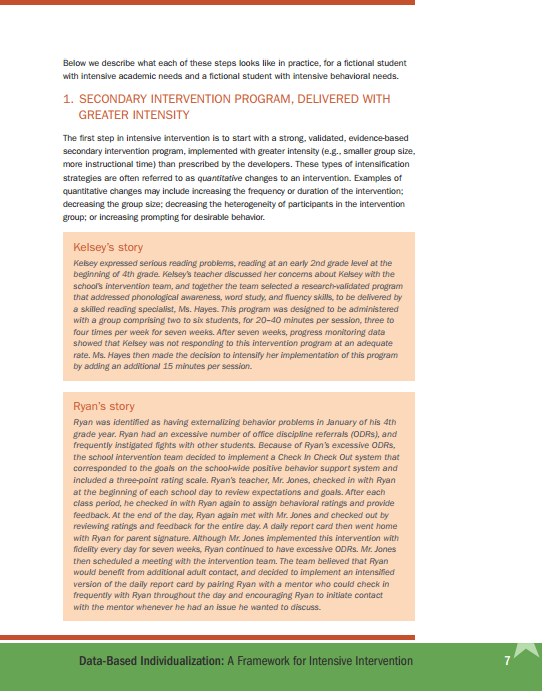 Below we describe what each of these steps looks like in practice, for a fictional student
with intensive academic needs and a fictional student with intensive behavioral needs.
1. SECONDARY INTERVENTION PROGRAM, DELIVERED WITH
GREATER INTENSITY
The first step in intensive intervention is to start with a strong, validated, evidence-based
secondary intervention program, implemented with greater intensity (e.g., smaller group size,
more instructional time) than prescribed by the developers. These types of intensification
strategies are often referred to as quantitative changes to an intervention. Examples of
quantitative changes may include increasing the frequency or duration of the intervention;
decreasing the group size; decreasing the heterogeneity of participants in the intervention
group; or increasing prompting for desirable behavior.
Kelsey's story
Kelsey expressed serious reading problems, reading at an early 2nd grade level at the
beginning of 4th grade. Kelsey's teacher discussed her concerns about Kelsey with the
school's intervention team, and together the team selected a research-validated program
that addressed phonological awareness, word study, and fluency skills, to be delivered by
a skilled reading specialist, Ms. Hayes. This program was designed to be administered
with a group comprising two to six students, for 20–40 minutes per session, three to
four times per week for seven weeks. After seven weeks, progress monitoring data
showed that Kelsey was not responding to this intervention program at an adequate
rate. Ms. Hayes then made the decision to intensify her implementation of this program
by adding an additional 15 minutes per session.
Ryan's story
Ryan was identified as having externalizing behavior problems in January of his 4th
grade year. Ryan had an excessive number of office discipline referrals (ODRs), and
frequently instigated fights with other students. Because of Ryan's excessive ODRs,
the school intervention team decided to implement a Check In Check Out system that
corresponded to the goals on the school-wide positive behavior support system and
included a three-point rating scale. Ryan's teacher, Mr. Jones, checked in with Ryan
at the beginning of each school day to review expectations and goals. After each
class period, he checked in with Ryan again to assign behavioral ratings and provide
feedback. At the end of the day, Ryan again met with Mr. Jones and checked out by
reviewing ratings and feedback for the entire day. A daily report card then went home
with Ryan for parent signature. Although Mr. Jones implemented this intervention with
fidelity every day for seven weeks, Ryan continued to have excessive ODRs. Mr. Jones
then scheduled a meeting with the intervention team. The team believed that Ryan
would benefit from additional adult contact, and decided to implement an intensified
version of the daily report card by pairing Ryan with a mentor who could check in
frequently with Ryan throughout the day and encouraging Ryan to initiate contact
with the mentor whenever he had an issue he wanted to discuss.
Data-Based Individualization: A Framework for Intensive Intervention
7